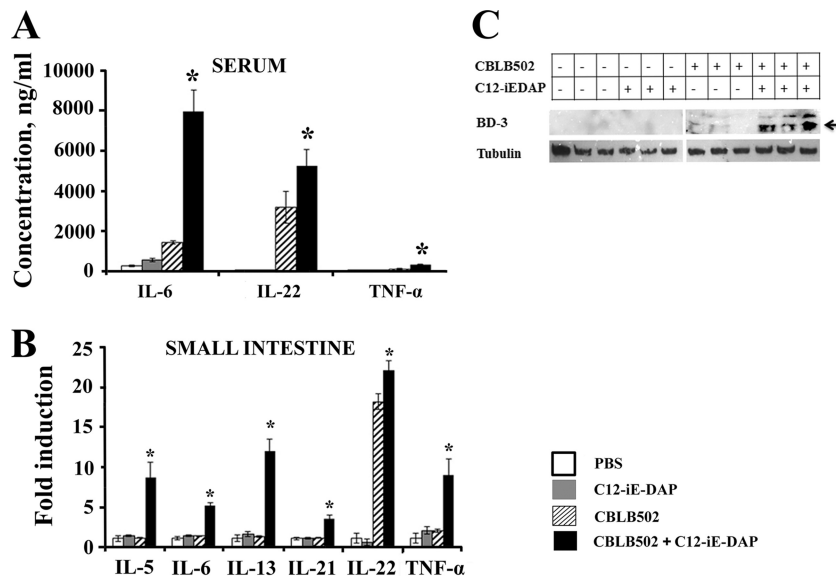 A
SERUM
Concentration, ng/ml
10000
8000
6000
4000
2000
0
* * *
IL-6 IL-22 TNF-α
B
SMALL INTESTINE
Fold induction
25
20
15
10
5
0
* * * * * *
IL-5 IL-6 IL-13 IL-21 IL-22 TNF-α
C
CBLB502 - - - - - - + + + + + +
C12-iEDAP - - - + + + - - - + + +
BD-3
Tubulin
PBS
C12-iE-DAP
CBLB502
CBLB502 + C12-iE-DAP